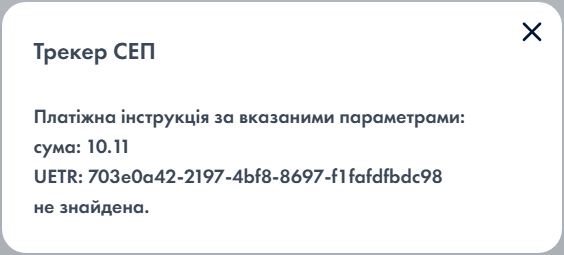 Трекер СЕП
Платіжна інструкція за вказаними параметрами:
сума: 10.11
UETR: 703e0a42-2197-4bf8-8697-f1fafdfbdc98
не знайдена.